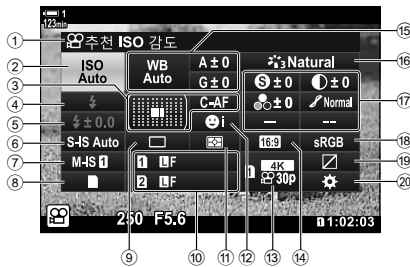 1
123min
① 추천 ISO 감도
② ISO Auto
WB Auto
A±0
G±0
⑮
3 Natural ⑯
③
C-AF
S±0
±0
±0
Normal
--
--
⑰
④
⑤ ±0.0
i
⑥ S-IS Auto
16:9
sRGB ⑱
⑦ M-IS 1
1 LF
2 LF
1
4K
30p
⑲
⑧
⑳
250 F5.6
1 1:02:03
⑨ ⑩ ⑪ ⑫ ⑬ ⑭